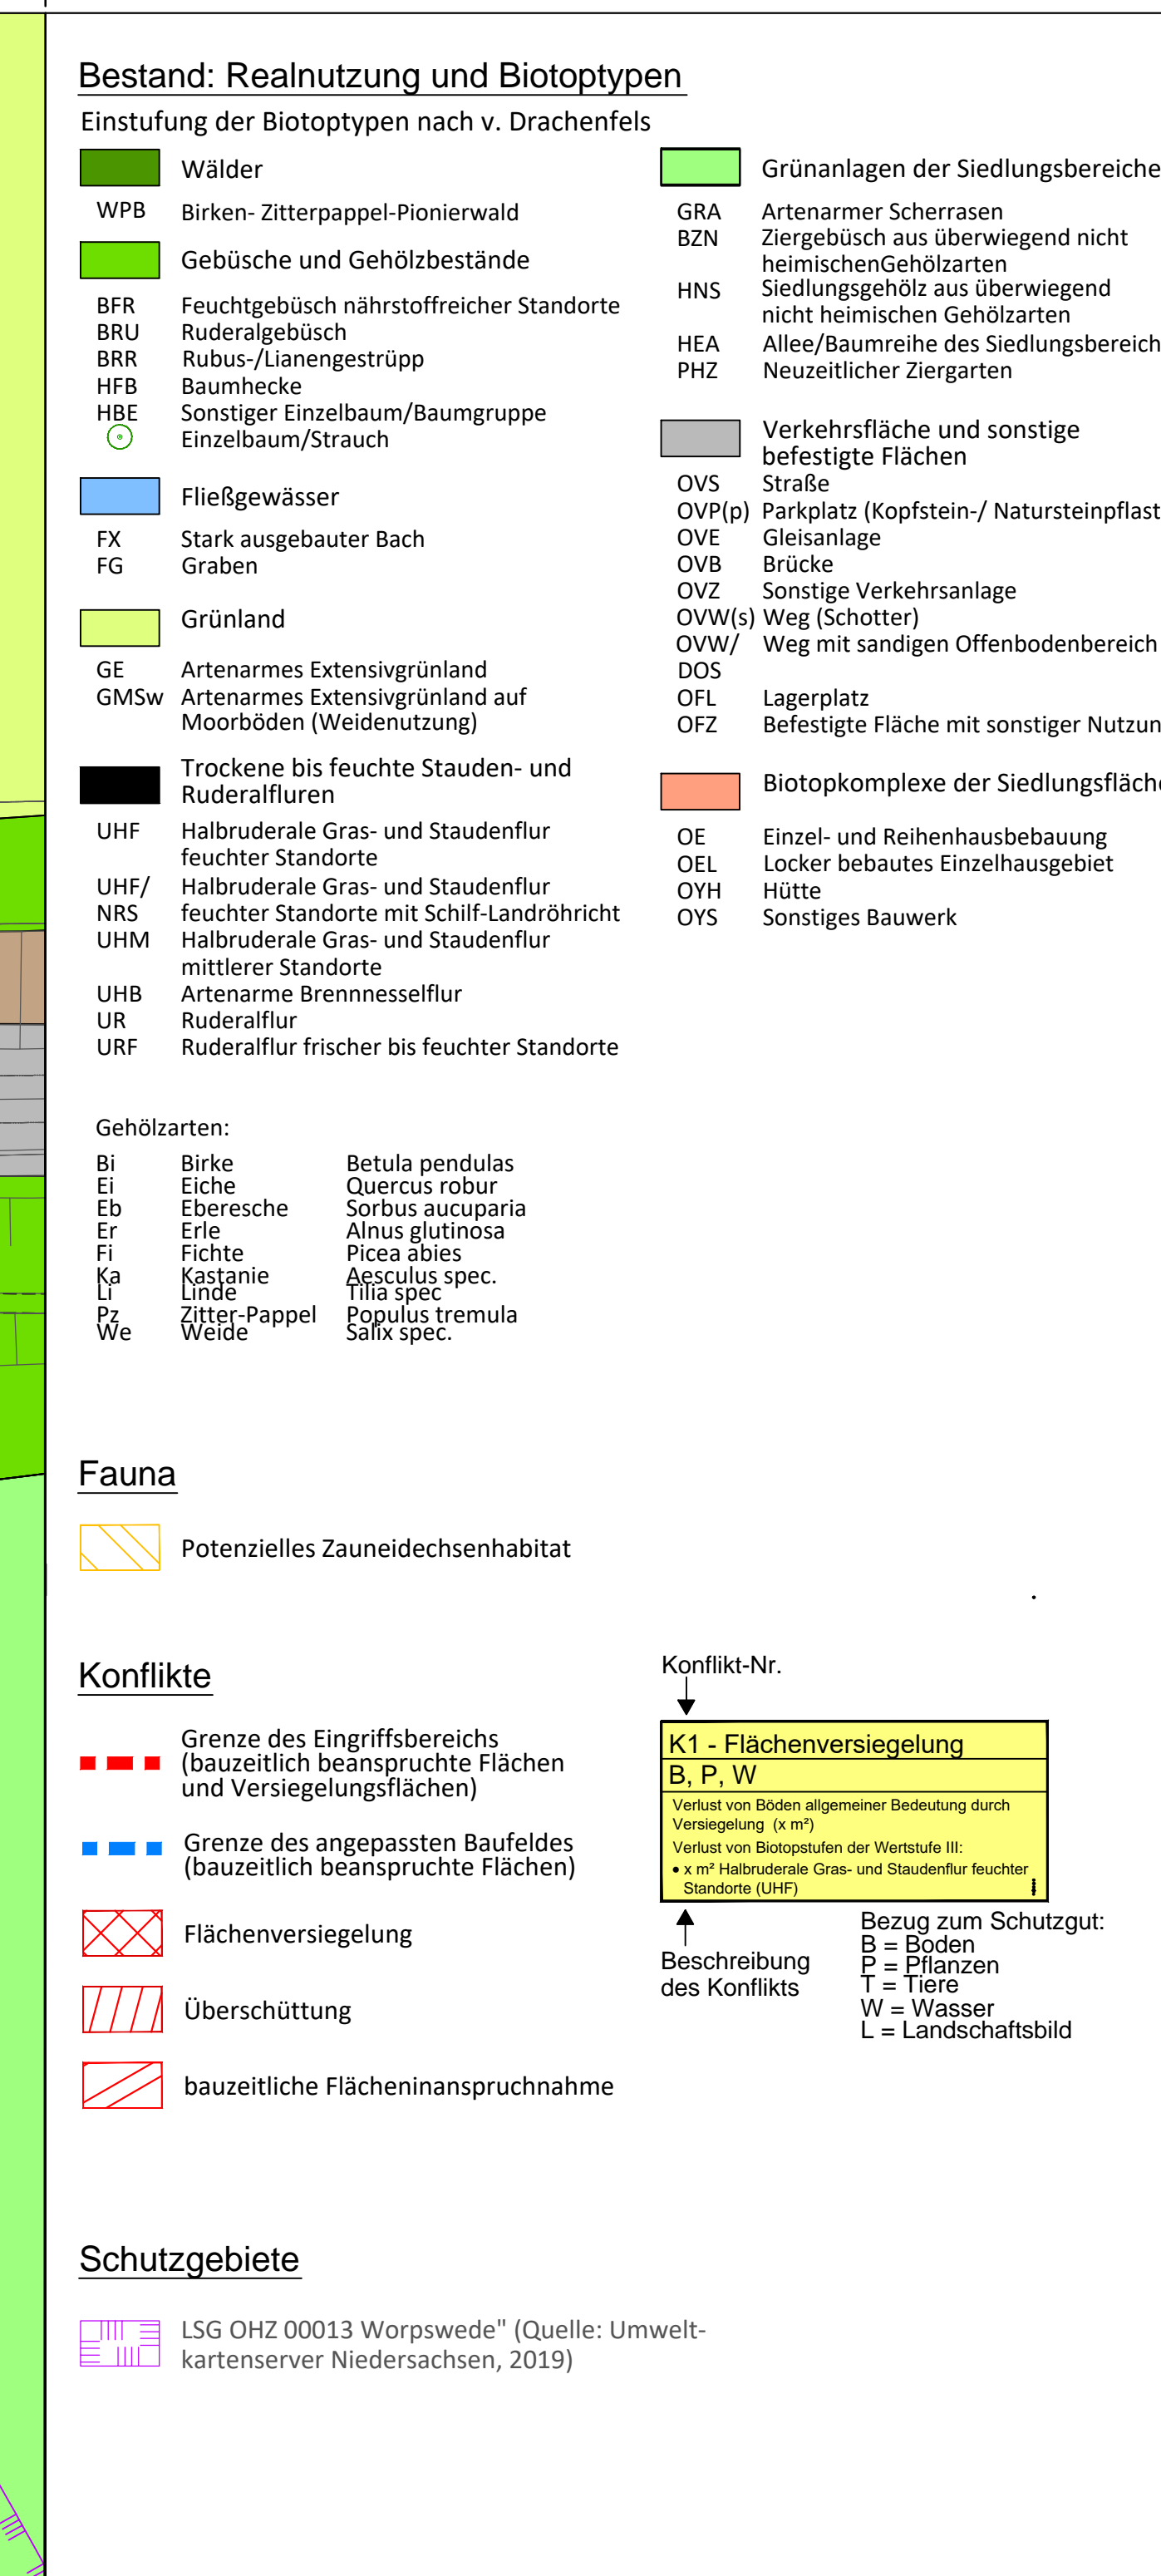 Bestand: Realnutzung und Biotoptypen
Einstufung der Biotoptypen nach v. Drachenfels
Wälder
WPB Birken- Zitterpappel-Pionierwald
Gebüsche und Gehölzbestände
BFR Feuchtgebüsch nährstoffreicher Standorte
BRU Ruderalgebüsch
BRR Rubus-/Lianengestrüpp
HFB Baumhecke
HBE Sonstiger Einzelbaum/Baumgruppe
Einzelbaum/Strauch
Fließgewässer
FX Stark ausgebauter Bach
FG Graben
Grünland
GE Artenarmes Extensivgrünland
GMSw Artenarmes Extensivgrünland auf
Moorböden (Weidenutzung)
Trockene bis feuchte Stauden- und
Ruderalfluren
UHF Halbruderale Gras- und Staudenflur
feuchter Standorte
UHF/ Halbruderale Gras- und Staudenflur
NRS feuchter Standorte mit Schilf-Landröhricht
UHM Halbruderale Gras- und Staudenflur
mittlerer Standorte
UHB Artenarme Brennnesselflur
UR Ruderalflur
URF Ruderalflur frischer bis feuchter Standorte
Grünanlagen der Siedlungsbereiche
GRA Artenarmer Scherrasen
BZN Ziergebüsch aus überwiegend nicht
heimischenGehölzarten
HNS Siedlungsgehölz aus überwiegend
nicht heimischen Gehölzarten
HEA Allee/Baumreihe des Siedlungsbereich
PHZ Neuzeitlicher Ziergarten
Verkehrsfläche und sonstige
befestigte Flächen
OVS Straße
OVP(p) Parkplatz (Kopfstein-/ Natursteinpflast
OVE Gleisanlage
OVB Brücke
OVZ Sonstige Verkehrsanlage
OVW(s) Weg (Schotter)
OVW/ Weg mit sandigen Offenbodenbereich
DOS
OFL Lagerplatz
OFZ Befestigte Fläche mit sonstiger Nutzun
Biotopkomplexe der Siedlungsfläche
OE Einzel- und Reihenhausbebauung
OEL Locker bebautes Einzelhausgebiet
OYH Hütte
OYS Sonstiges Bauwerk
Gehölzarten:
Bi Birke Betula pendulas
Ei Eiche Quercus robur
Eb Eberesche Sorbus aucuparia
Er Erle Alnus glutinosa
Fi Fichte Picea abies
Ka Kastanie Aesculus spec.
Li Linde Tilia spec
Pz Zitter-Pappel Populus tremula
We Weide Salix spec.
Fauna
Potenzielles Zauneidechsenhabitat
Konflikte
Grenze des Eingriffsbereichs
(bauzeitlich beanspruchte Flächen
und Versiegelungsflächen)
Grenze des angepassten Baufeldes
(bauzeitlich beanspruchte Flächen)
Flächenversiegelung
Überschüttung
bauzeitliche Flächeninanspruchnahme
Konflikt-Nr.
K1 - Flächenversiegelung
B, P, W
Verlust von Böden allgemeiner Bedeutung durch
Versiegelung (x m²)
Verlust von Biotopstufen der Wertstufe III:
• x m² Halbruderale Gras- und Staudenflur feuchter
Standorte (UHF)
Beschreibung
des Konflikts
Bezug zum Schutzgut:
B = Boden
P = Pflanzen
T = Tiere
W = Wasser
L = Landschaftsbild
Schutzgebiete
LSG OHZ 00013 Worpswede" (Quelle: Umwelt-
kartenserver Niedersachsen, 2019)